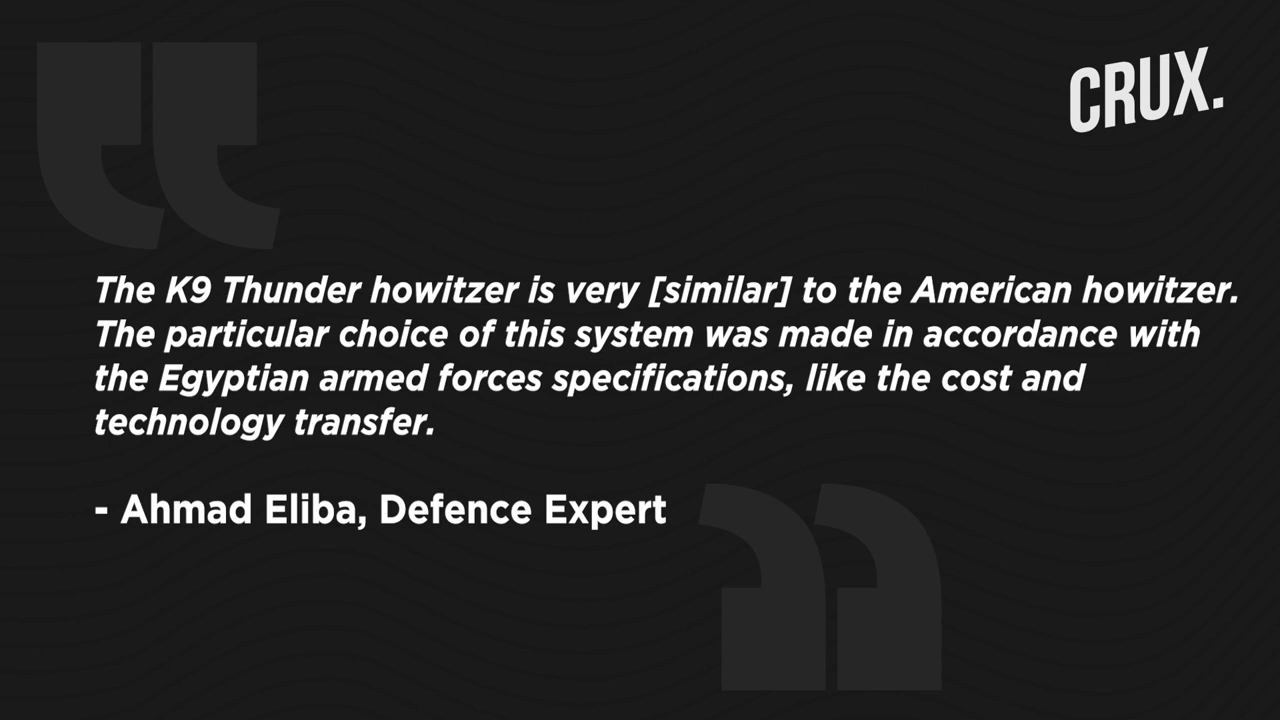 CRUX.
The K9 Thunder howitzer is very [similar] to the American howitzer.
The particular choice of this system was made in accordance with
the Egyptian armed forces specifications, like the cost and
technology transfer.
- Ahmad Eliba, Defence Expert